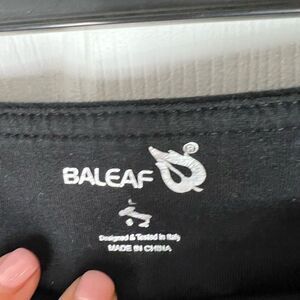 BALEAF
Designed & Tested in Italy
MADE IN CHINA